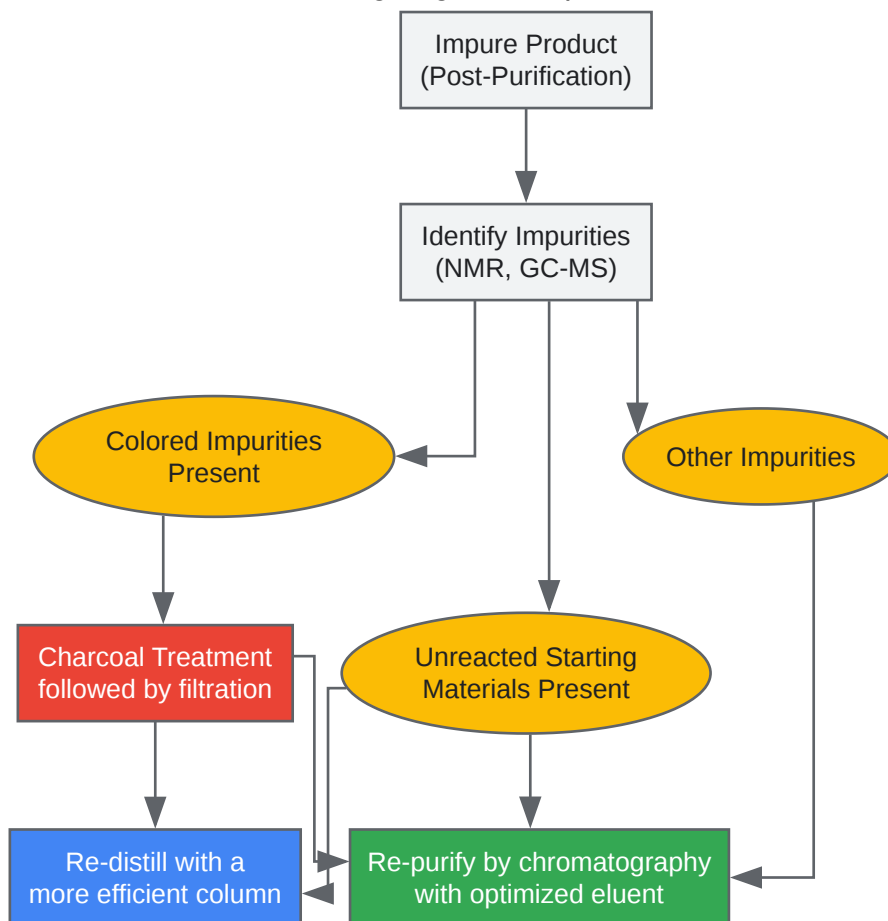 Impure Product
(Post-Purification)
Identify Impurities
(NMR, GC-MS)
Colored Impurities
Present
Other Impurities
Charcoal Treatment
followed by filtration
Unreacted Starting
Materials Present
Re-distill with a
more efficient column
Re-purify by chromatography
with optimized eluent